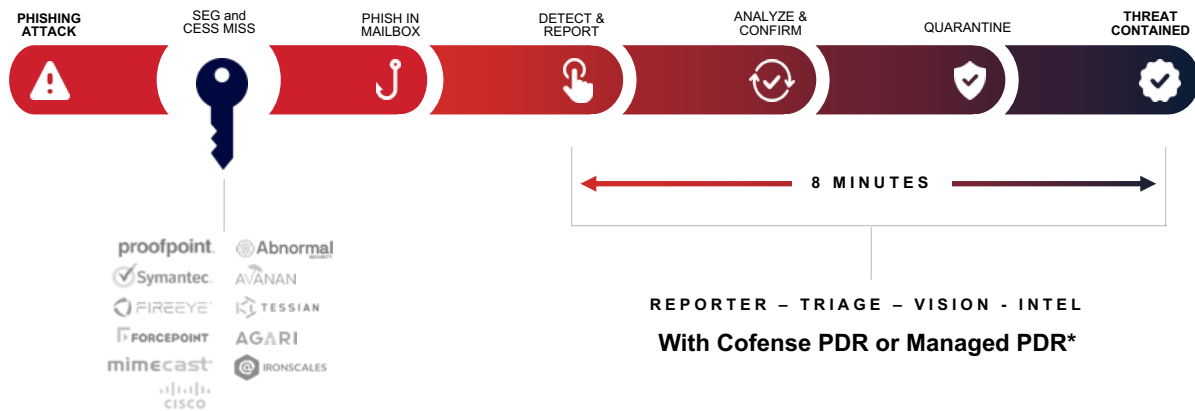 PHISHING
ATTACK
SEG and
CESS MISS
PHISH IN
MAILBOX
DETECT &
REPORT
ANALYZE &
CONFIRM
QUARANTINE
THREAT
CONTAINED
8 MINUTES
proofpoint.
Abnormal
SECURITY
Symantec.
AVANAN
FIREEYE
TESSIAN
FORCEPOINT
AGARI
mimecast
IRONSCALES
CISCO
REPORTER – TRIAGE – VISION - INTEL
With Cofense PDR or Managed PDR*